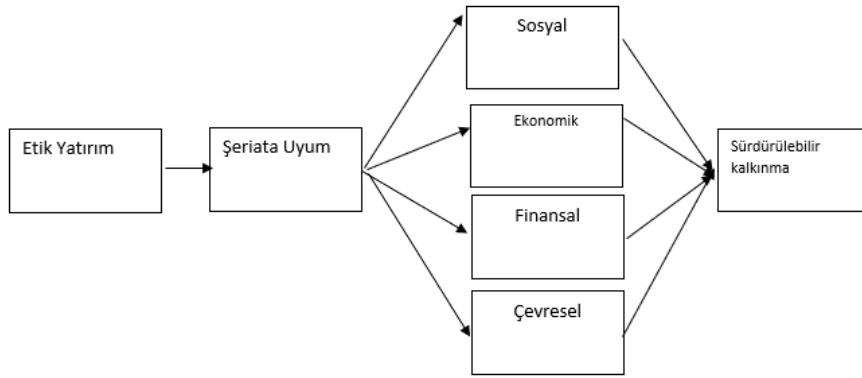 Etik Yatırım
Şeriata Uyum
Sosyal
Ekonomik
Finansal
Çevresel
Sürdürülebilir
kalkınma